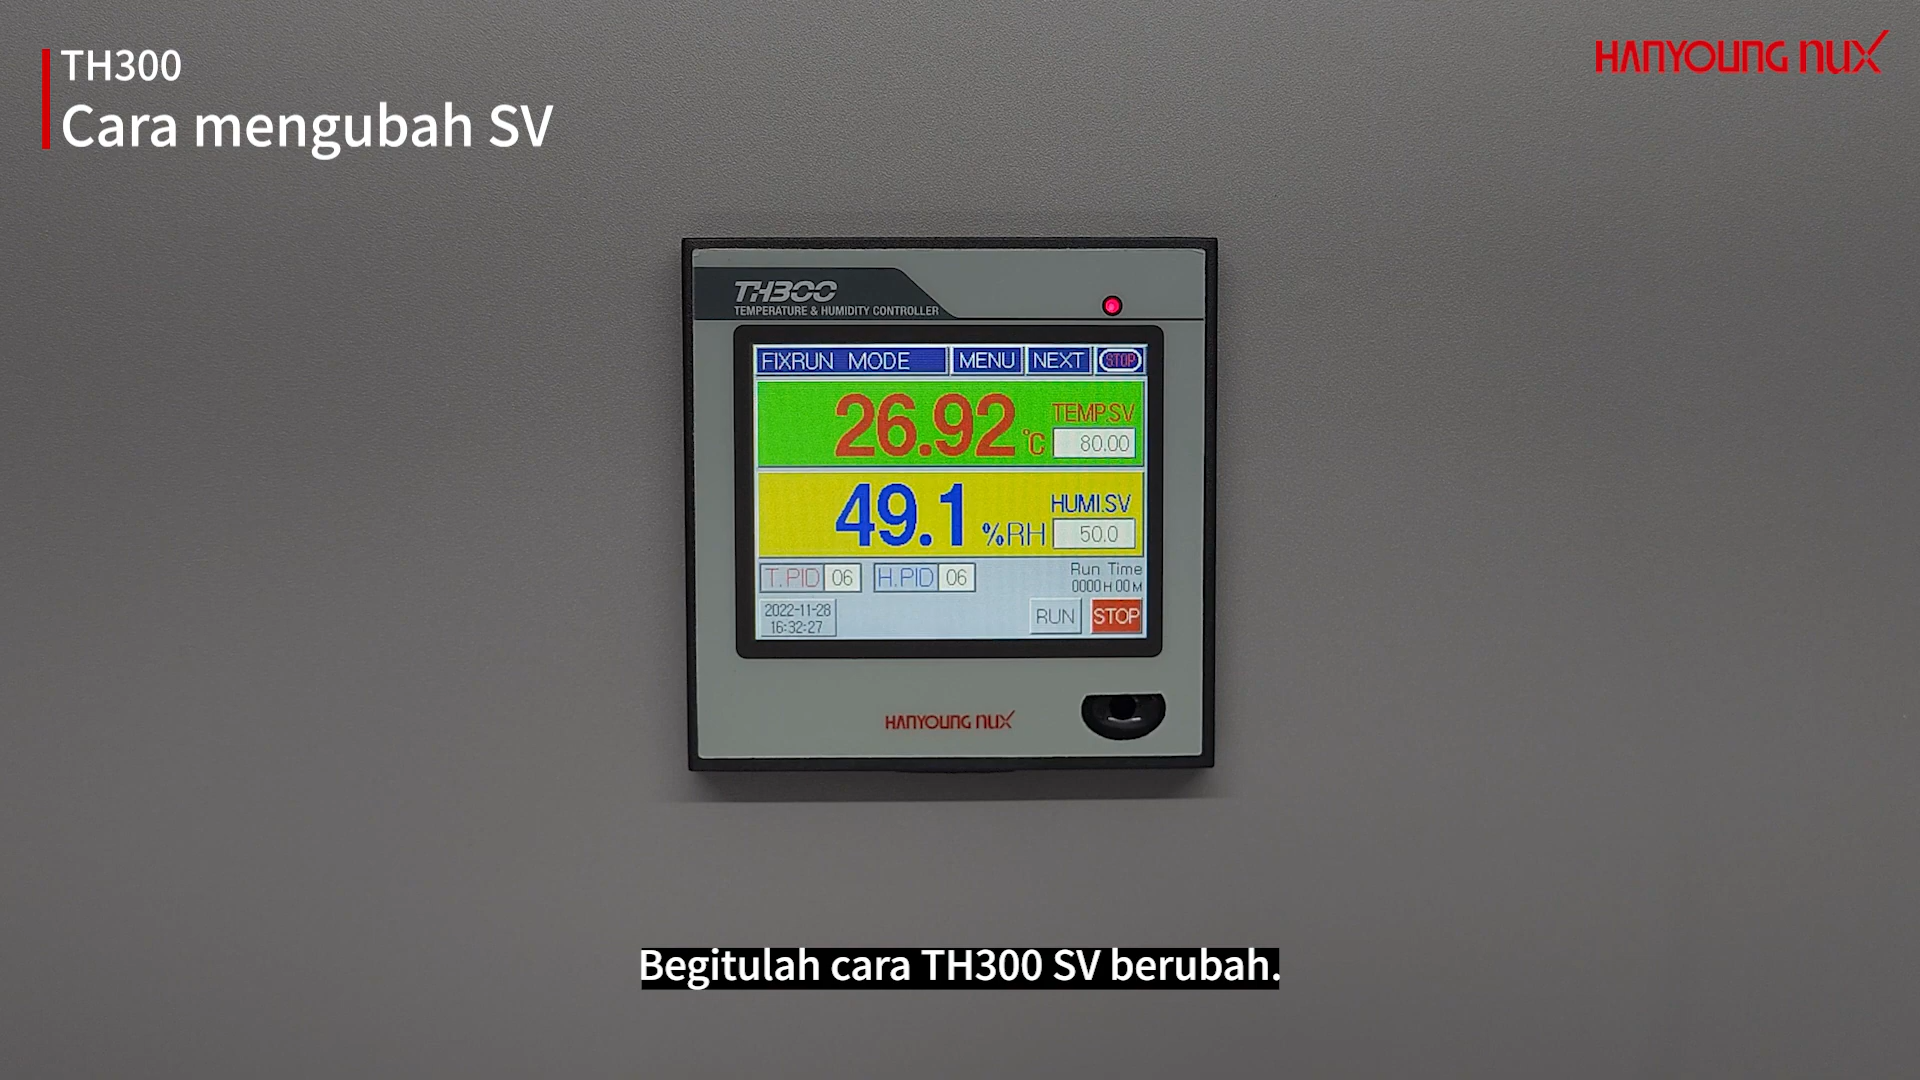 TH300
Cara mengubah SV
HANYOUNG NUX
TH300
TEMPERATURE & HUMIDITY CONTROLLER
FIXRUN MODE MENU NEXT STOP
26.92 °C TEMP.SV 80.00
49.1 %RH HUMI.SV 50.0
T.PID 06 H.PID 06 Run Time
0000 H 00 M
2022-11-28
16:32:27
RUN STOP
HANYOUNG NUX
Begitulah cara TH300 SV berubah.